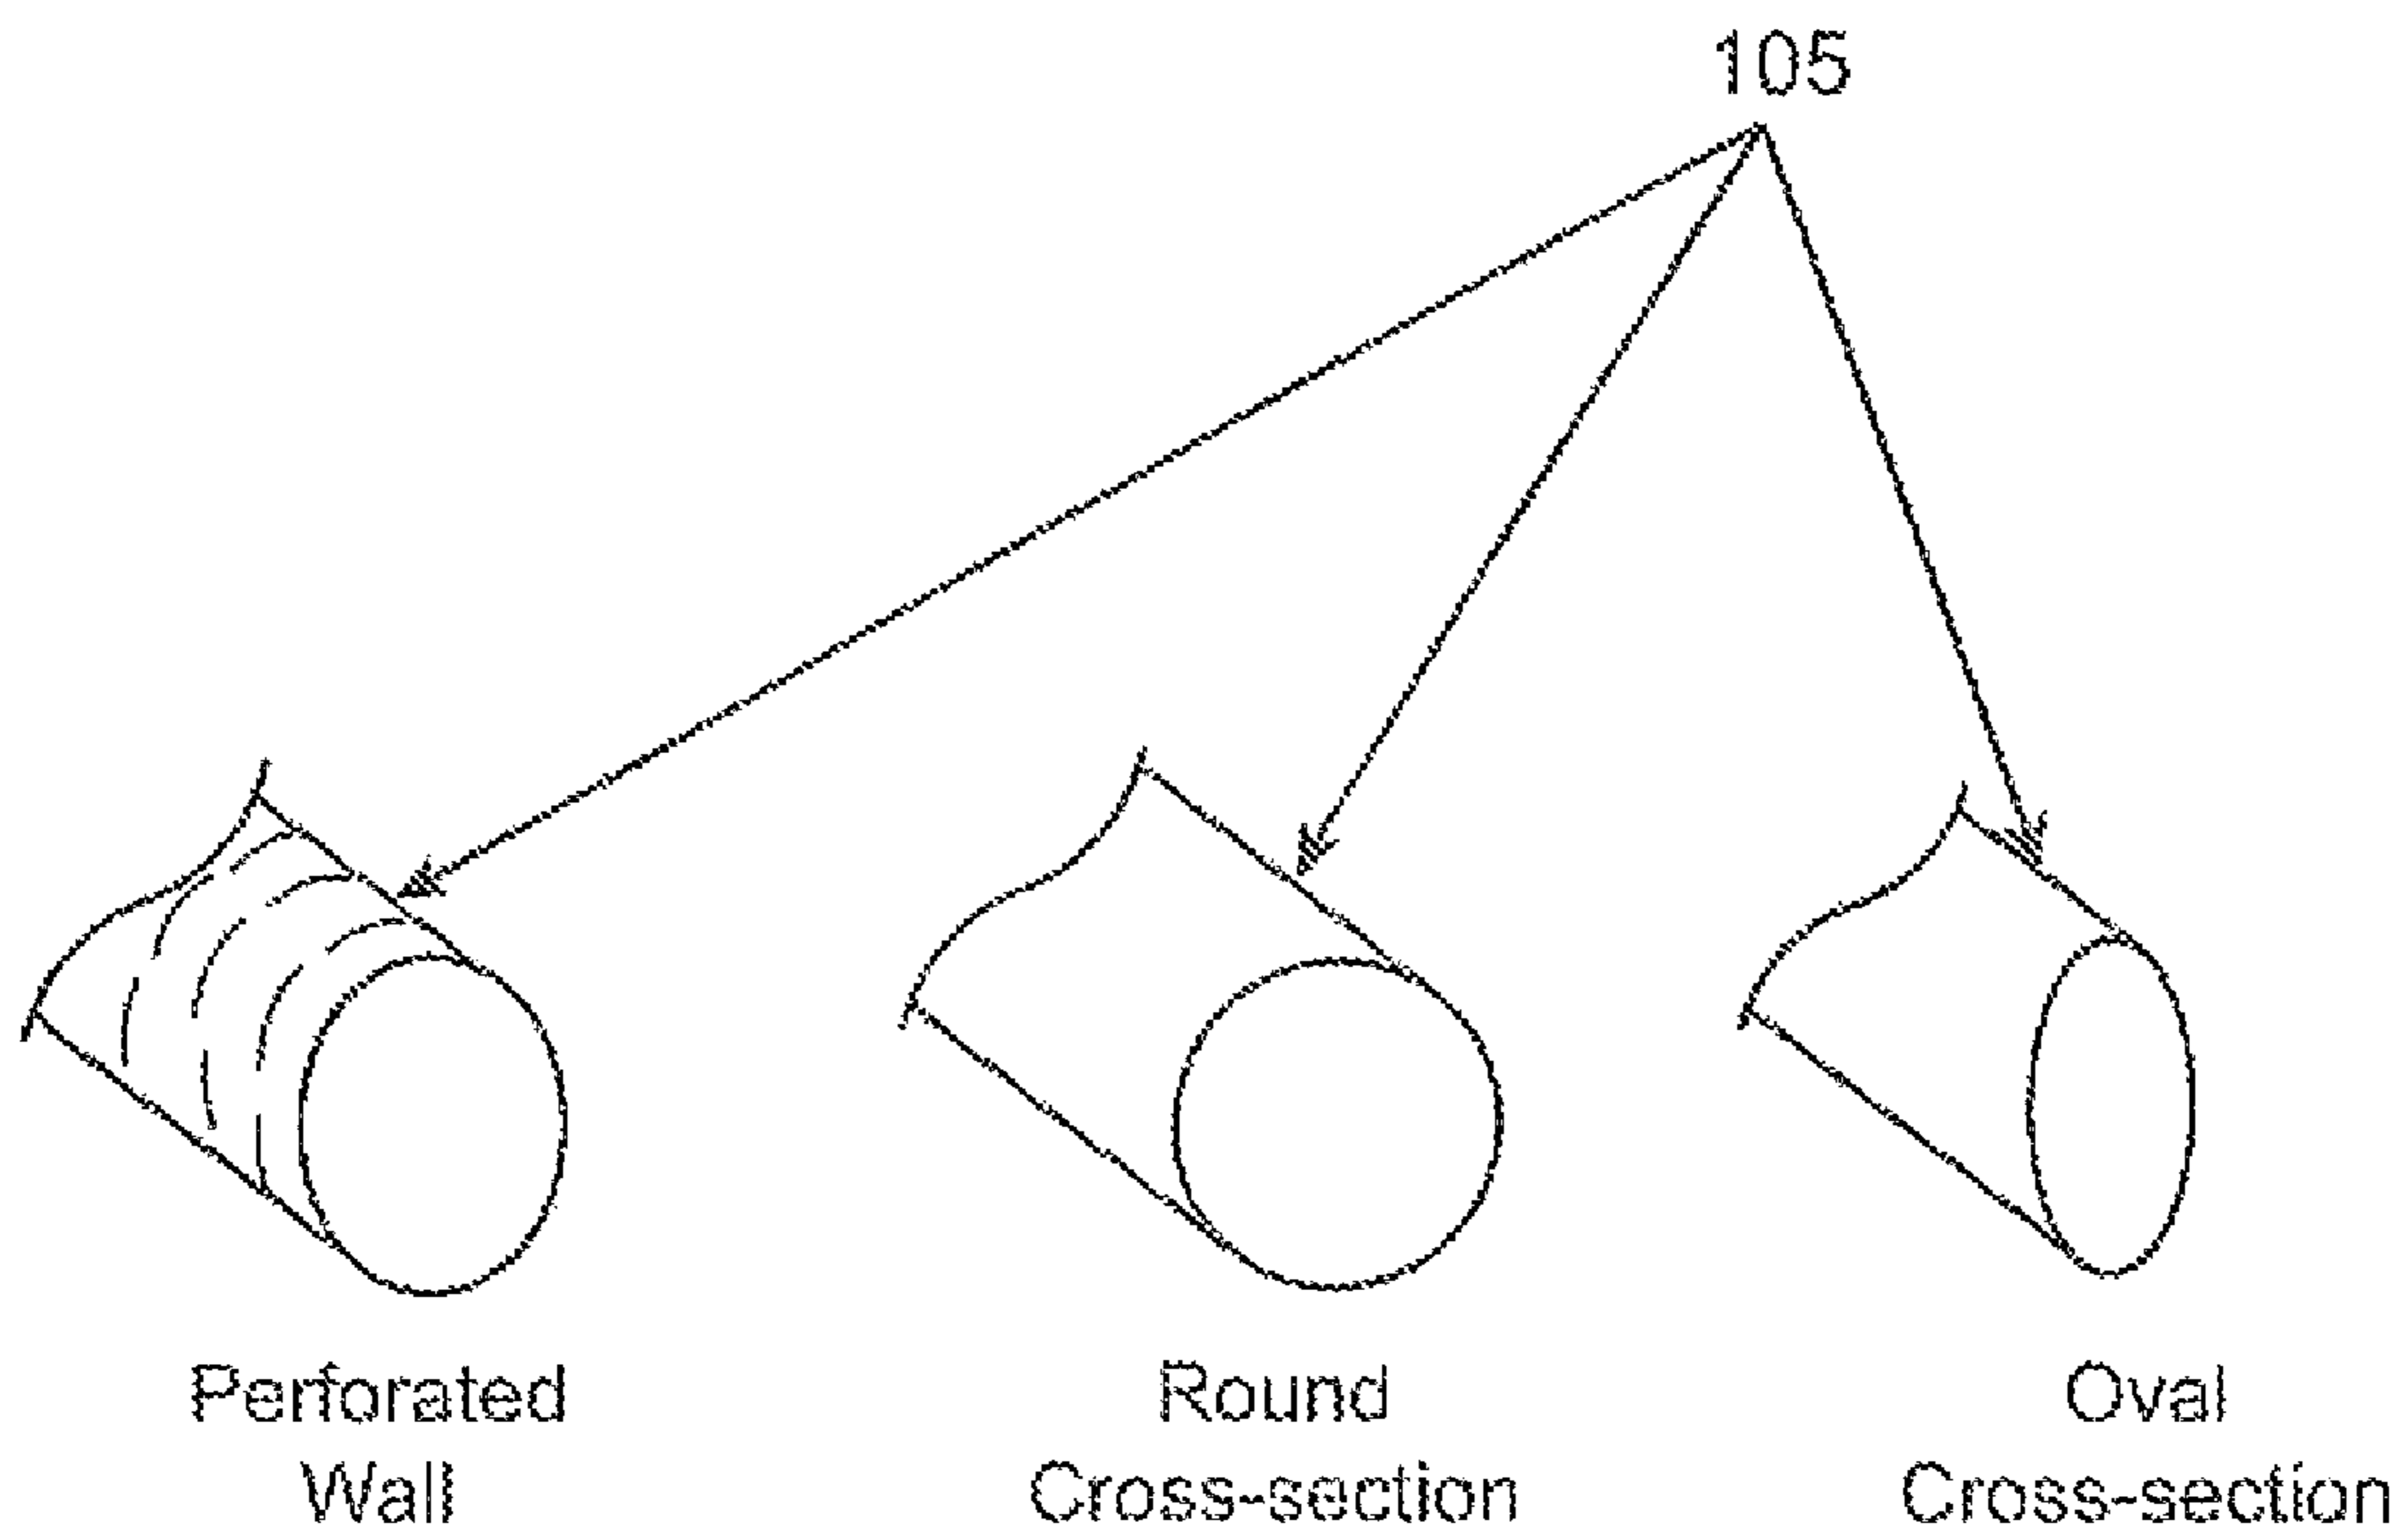 105
Perforated
Wall
Round
Cross-section
Oval
Cross-section